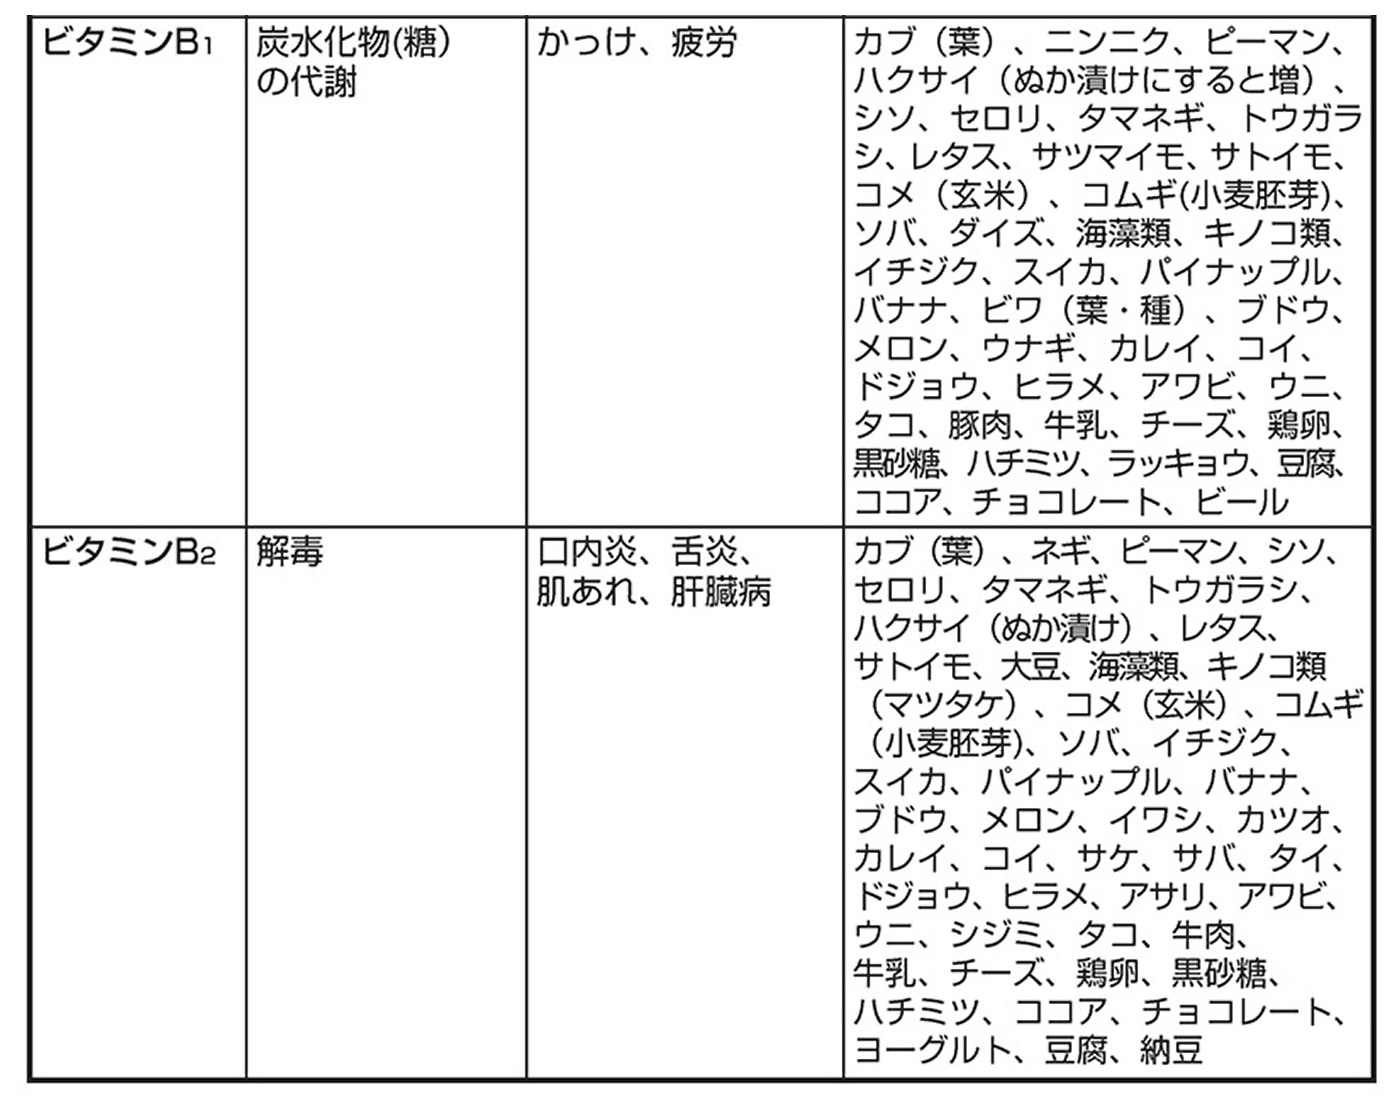 ビタミンB1
炭水化物(糖)
の代謝
かっけ、疲労
カブ（葉）、ニンニク、ピーマン、
ハクサイ（ぬか漬けにすると増）、
シソ、セロリ、タマネギ、トウガラ
シ、レタス、サツマイモ、サトイモ、
コメ（玄米）、コムギ(小麦胚芽)、
ソバ、ダイズ、海藻類、キノコ類、
イチジク、スイカ、パイナップル、
バナナ、ビワ（葉・種）、ブドウ、
メロン、ウナギ、カレイ、コイ、
ドジョウ、ヒラメ、アワビ、ウニ、
タコ、豚肉、牛乳、チーズ、鶏卵、
黒砂糖、ハチミツ、ラッキョウ、豆腐、
ココア、チョコレート、ビール
ビタミンB2
解毒
口内炎、舌炎、
肌あれ、肝臓病
カブ（葉）、ネギ、ピーマン、シソ、
セロリ、タマネギ、トウガラシ、
ハクサイ（ぬか漬け）、レタス、
サトイモ、大豆、海藻類、キノコ類
（マツタケ）、コメ（玄米）、コムギ
（小麦胚芽)、ソバ、イチジク、
スイカ、パイナップル、バナナ、
ブドウ、メロン、イワシ、カツオ、
カレイ、コイ、サケ、サバ、タイ、
ドジョウ、ヒラメ、アサリ、アワビ、
ウニ、シジミ、タコ、牛肉、
牛乳、チーズ、鶏卵、黒砂糖、
ハチミツ、ココア、チョコレート、
ヨーグルト、豆腐、納豆